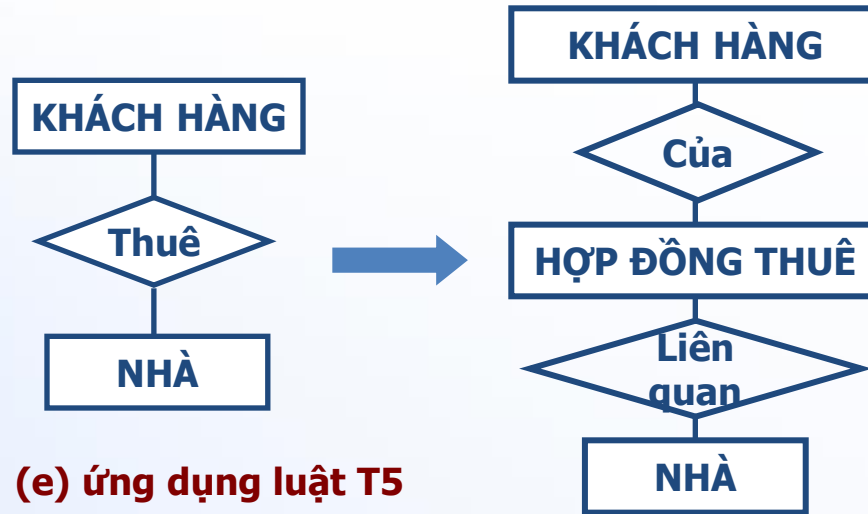 KHÁCH HÀNG
Thuê
NHÀ
KHÁCH HÀNG
Của
HỢP ĐỒNG THUÊ
Liên
quan
NHÀ
(e) ứng dụng luật T5